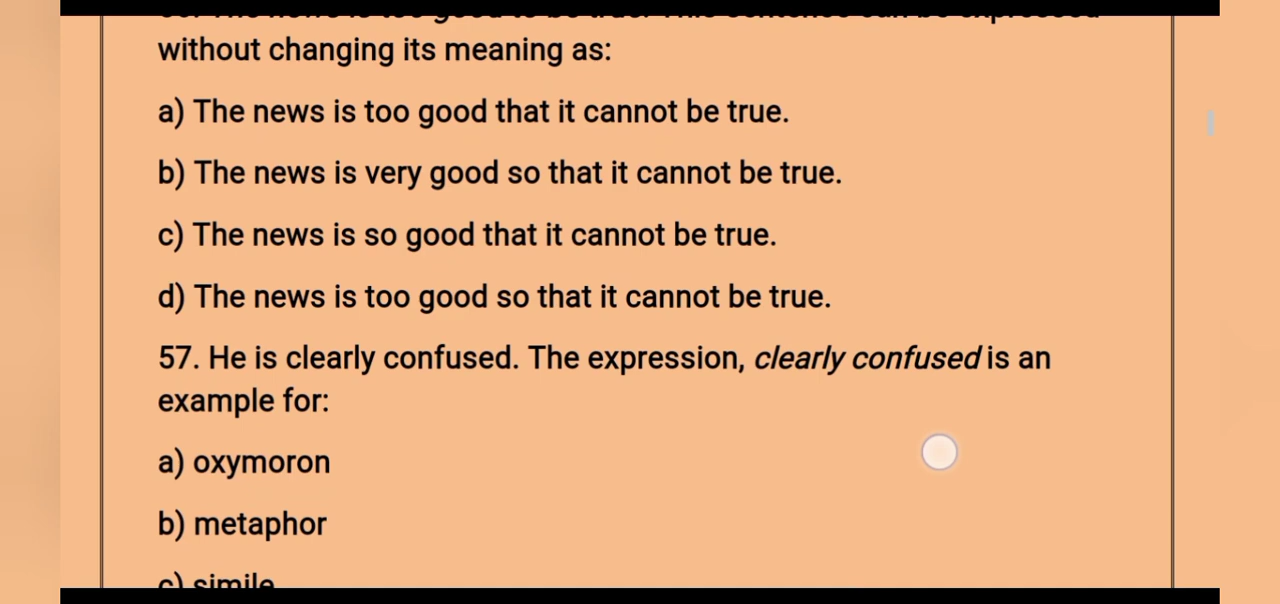 without changing its meaning as:
a) The news is too good that it cannot be true.
b) The news is very good so that it cannot be true.
c) The news is so good that it cannot be true.
d) The news is too good so that it cannot be true.
57. He is clearly confused. The expression, clearly confused is an
example for:
a) oxymoron
b) metaphor
c) simile